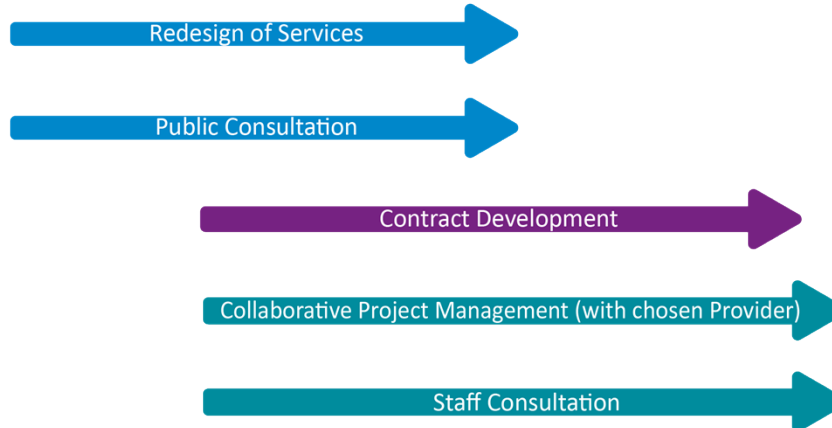 Redesign of Services
Public Consultation
Contract Development
Collaborative Project Management (with chosen Provider)
Staff Consultation